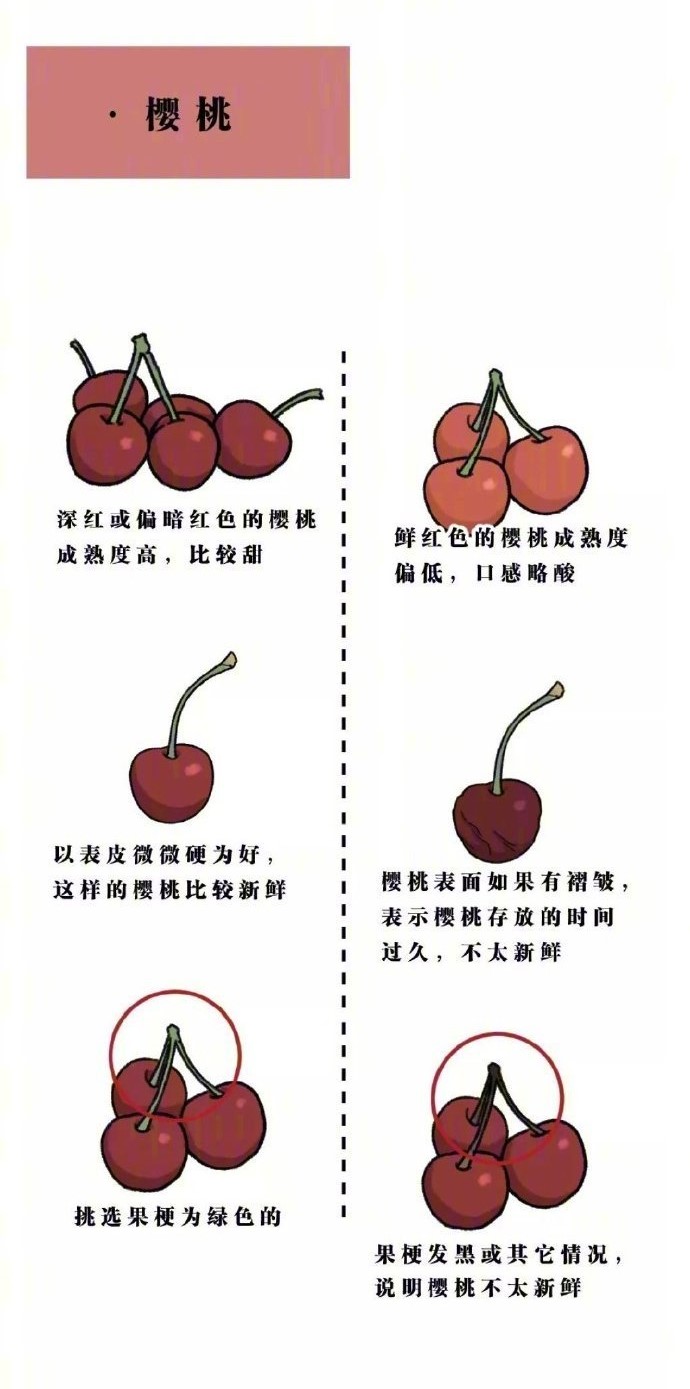 · 樱桃
深红或偏暗红色的樱桃
成熟度高，比较甜
鲜红色的樱桃成熟度
偏低，口感略酸
以表皮微微硬为好，
这样的樱桃比较新鲜
樱桃表面如果有褶皱，
表示樱桃存放的时间
过久，不太新鲜
挑选果梗为绿色的
果梗发黑或其它情况，
说明樱桃不太新鲜